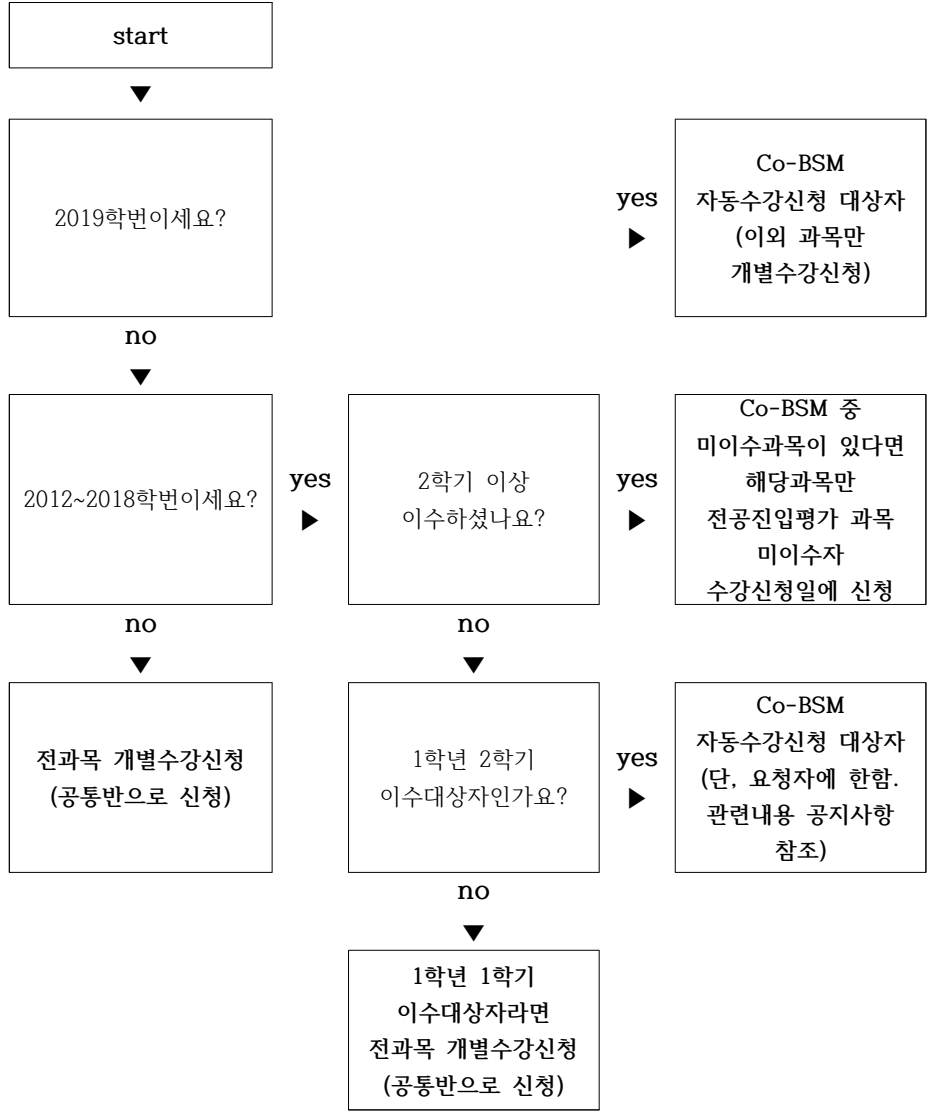 start
▼
2019학번이세요?
yes
▶
Co-BSM
자동수강신청 대상자
(이외 과목만
개별수강신청)
no
▼
2012~2018학번이세요?
yes
▶
2학기 이상
이수하셨나요?
yes
▶
Co-BSM 중
미이수과목이 있다면
해당과목만
전공진입평가 과목
미이수자
수강신청일에 신청
no
▼
no
▼
전과목 개별수강신청
(공통반으로 신청)
1학년 2학기
이수대상자인가요?
yes
▶
Co-BSM
자동수강신청 대상자
(단, 요청자에 한함.
관련내용 공지사항
참조)
no
▼
1학년 1학기
이수대상자라면
전과목 개별수강신청
(공통반으로 신청)